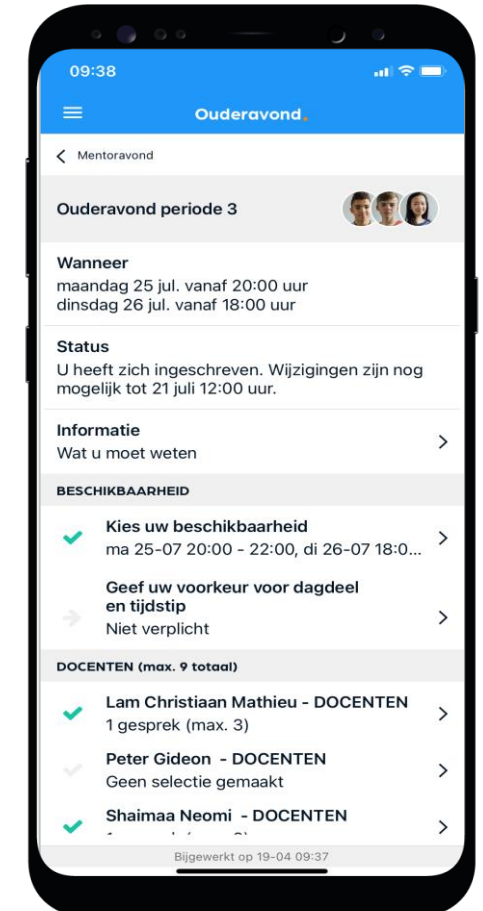 09:38
Ouderavond.
Mentoravond
Ouderavond periode 3
Wanneer
maandag 25 jul. vanaf 20:00 uur
dinsdag 26 jul. vanaf 18:00 uur
Status
U heeft zich ingeschreven. Wijzigingen zijn nog
mogelijk tot 21 juli 12:00 uur.
Informatie
Wat u moet weten
BESCHIKBAARHEID
Kies uw beschikbaarheid
ma 25-07 20:00 - 22:00, di 26-07 18:0...
Geef uw voorkeur voor dagdeel
en tijdstip
Niet verplicht
DOCENTEN (max. 9 totaal)
Lam Christiaan Mathieu - DOCENTEN
1 gesprek (max. 3)
Peter Gideon - DOCENTEN
Geen selectie gemaakt
Shaimaa Neomi - DOCENTEN
Bijgewerkt op 19-04 09:37